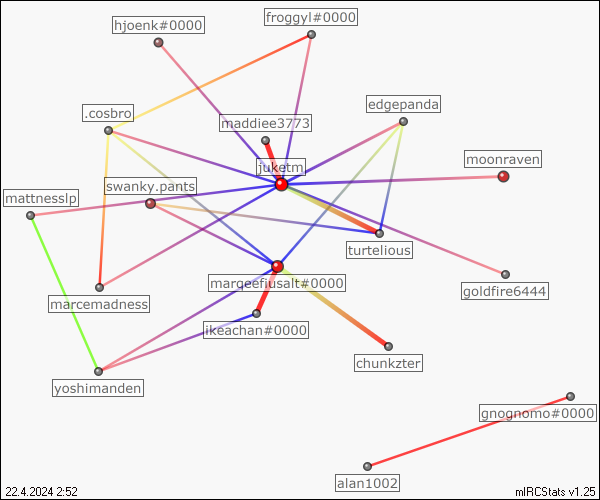 froggyl#0000
hjoenk#0000
edgepanda
.cosbro
maddiee3773
moonraven
juketm
swanky.pants
mattnesslp
turtelious
marqeefiusalt#0000
goldfire6444
marcemadness
ikeachan#0000
chunkzter
yoshimanden
gnognomo#0000
alan1002
22.4.2024 2:52
mIRCStats v1.25